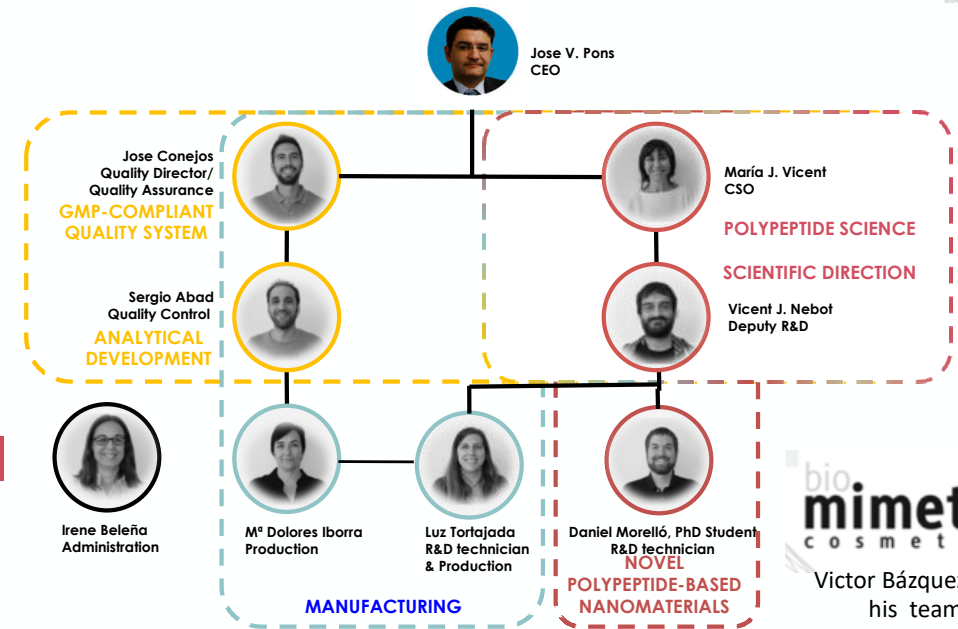 Jose V. Pons
CEO
Jose Conejos
Quality Director/
Quality Assurance
GMP-COMPLIANT
QUALITY SYSTEM
María J. Vicent
CSO
POLYPEPTIDE SCIENCE
SCIENTIFIC DIRECTION
Sergio Abad
Quality Control
ANALYTICAL
DEVELOPMENT
Vicent J. Nebot
Deputy R&D
Irene Beleña
Administration
Mª Dolores Iborra
Production
Luz Tortajada
R&D technician
& Production
Daniel Morelló, PhD Student
R&D technician
NOVEL
POLYPEPTIDE-BASED
NANOMATERIALS
MANUFACTURING
bio
mimet
cosmet
Victor Bázquez
his team